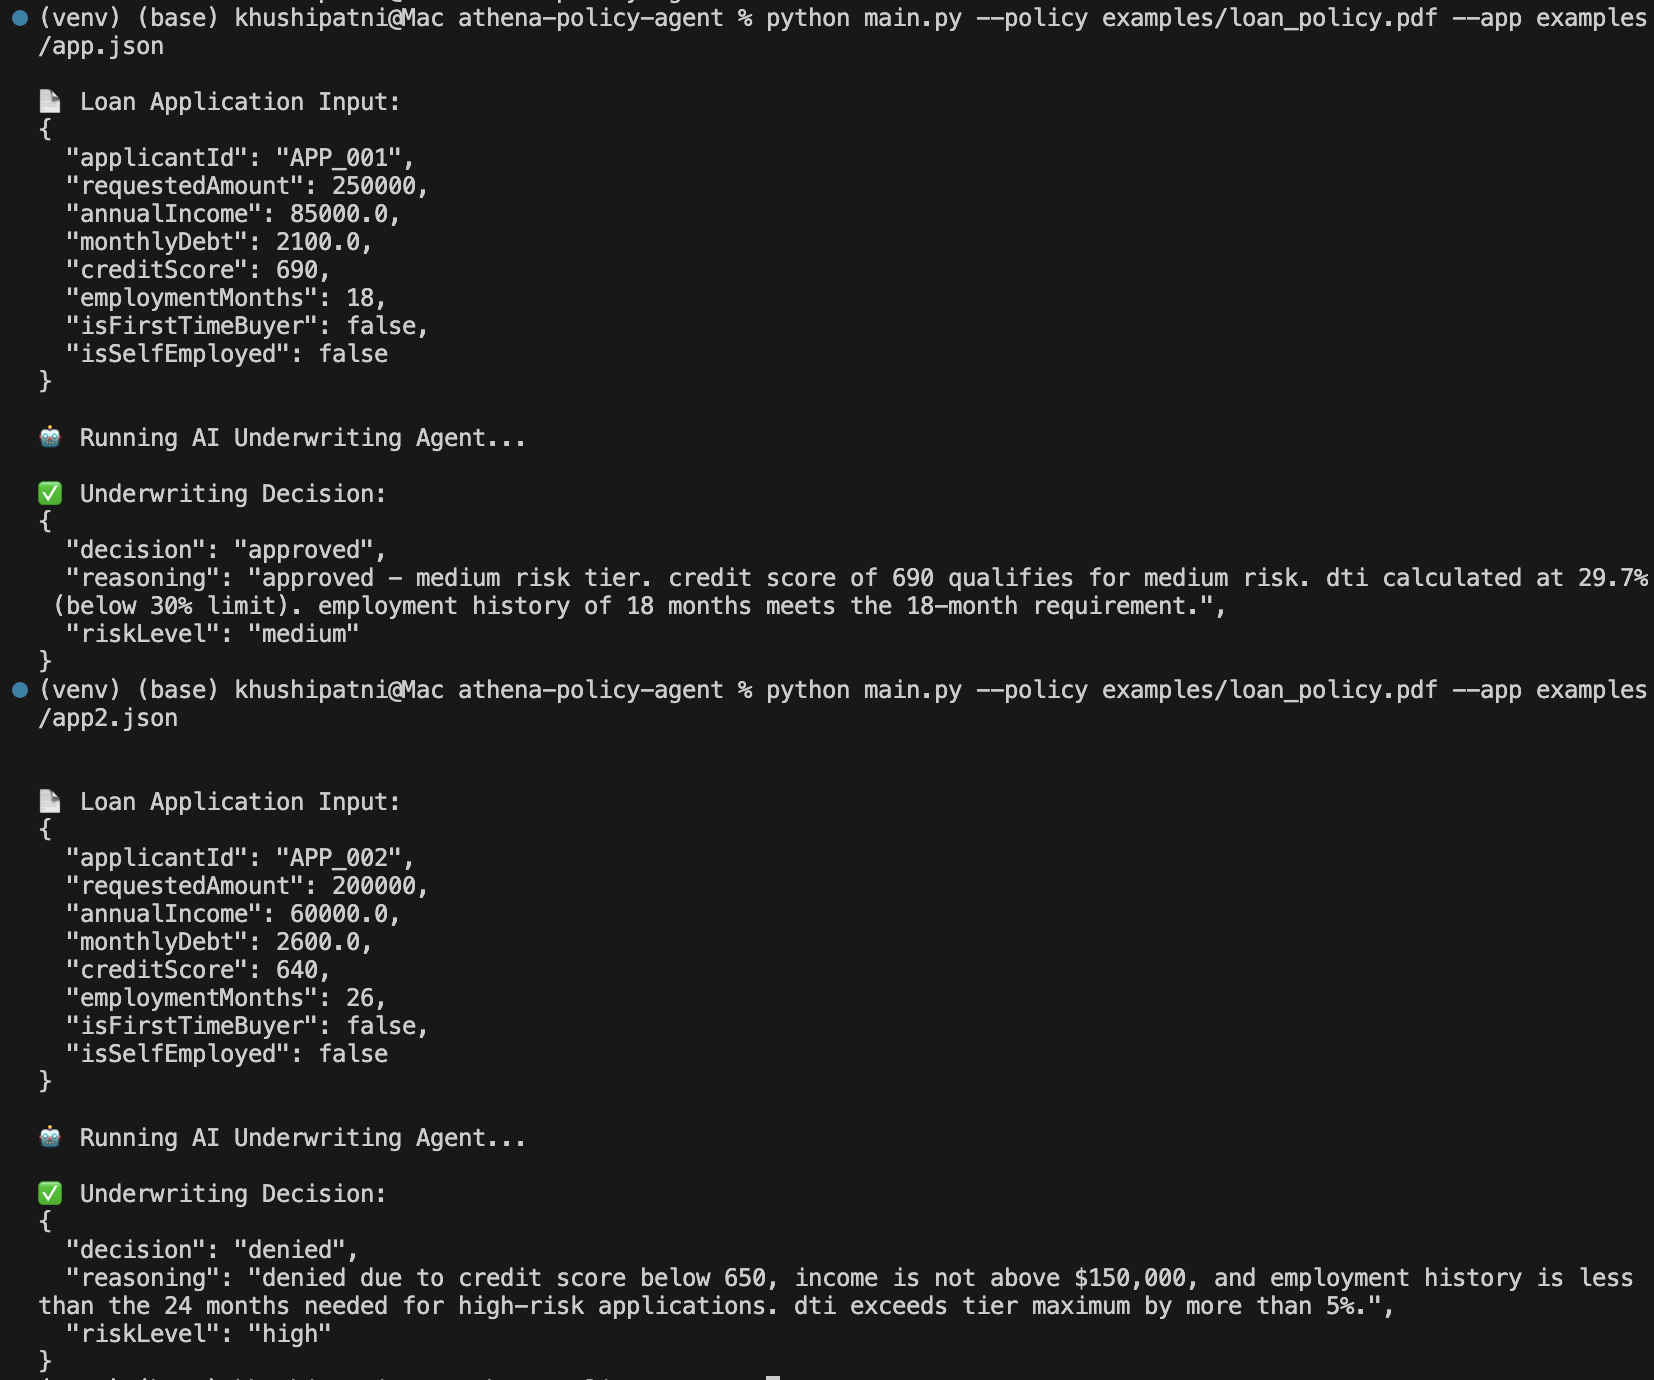 (venv) (base) khushipatni@Mac athena-policy-agent % python main.py --policy examples/loan_policy.pdf --app examples
/app.json
📄 Loan Application Input:
{
  "applicantId": "APP_001",
  "requestedAmount": 250000,
  "annualIncome": 85000.0,
  "monthlyDebt": 2100.0,
  "creditScore": 690,
  "employmentMonths": 18,
  "isFirstTimeBuyer": false,
  "isSelfEmployed": false
}
🤖 Running AI Underwriting Agent...
✅ Underwriting Decision:
{
  "decision": "approved",
  "reasoning": "approved – medium risk tier. credit score of 690 qualifies for medium risk. dti calculated at 29.7%
 (below 30% limit). employment history of 18 months meets the 18-month requirement.",
  "riskLevel": "medium"
}
(venv) (base) khushipatni@Mac athena-policy-agent % python main.py --policy examples/loan_policy.pdf --app examples
/app2.json
📄 Loan Application Input:
{
  "applicantId": "APP_002",
  "requestedAmount": 200000,
  "annualIncome": 60000.0,
  "monthlyDebt": 2600.0,
  "creditScore": 640,
  "employmentMonths": 26,
  "isFirstTimeBuyer": false,
  "isSelfEmployed": false
}
🤖 Running AI Underwriting Agent...
✅ Underwriting Decision:
{
  "decision": "denied",
  "reasoning": "denied due to credit score below 650, income is not above $150,000, and employment history is less
than the 24 months needed for high-risk applications. dti exceeds tier maximum by more than 5%.",
  "riskLevel": "high"
}